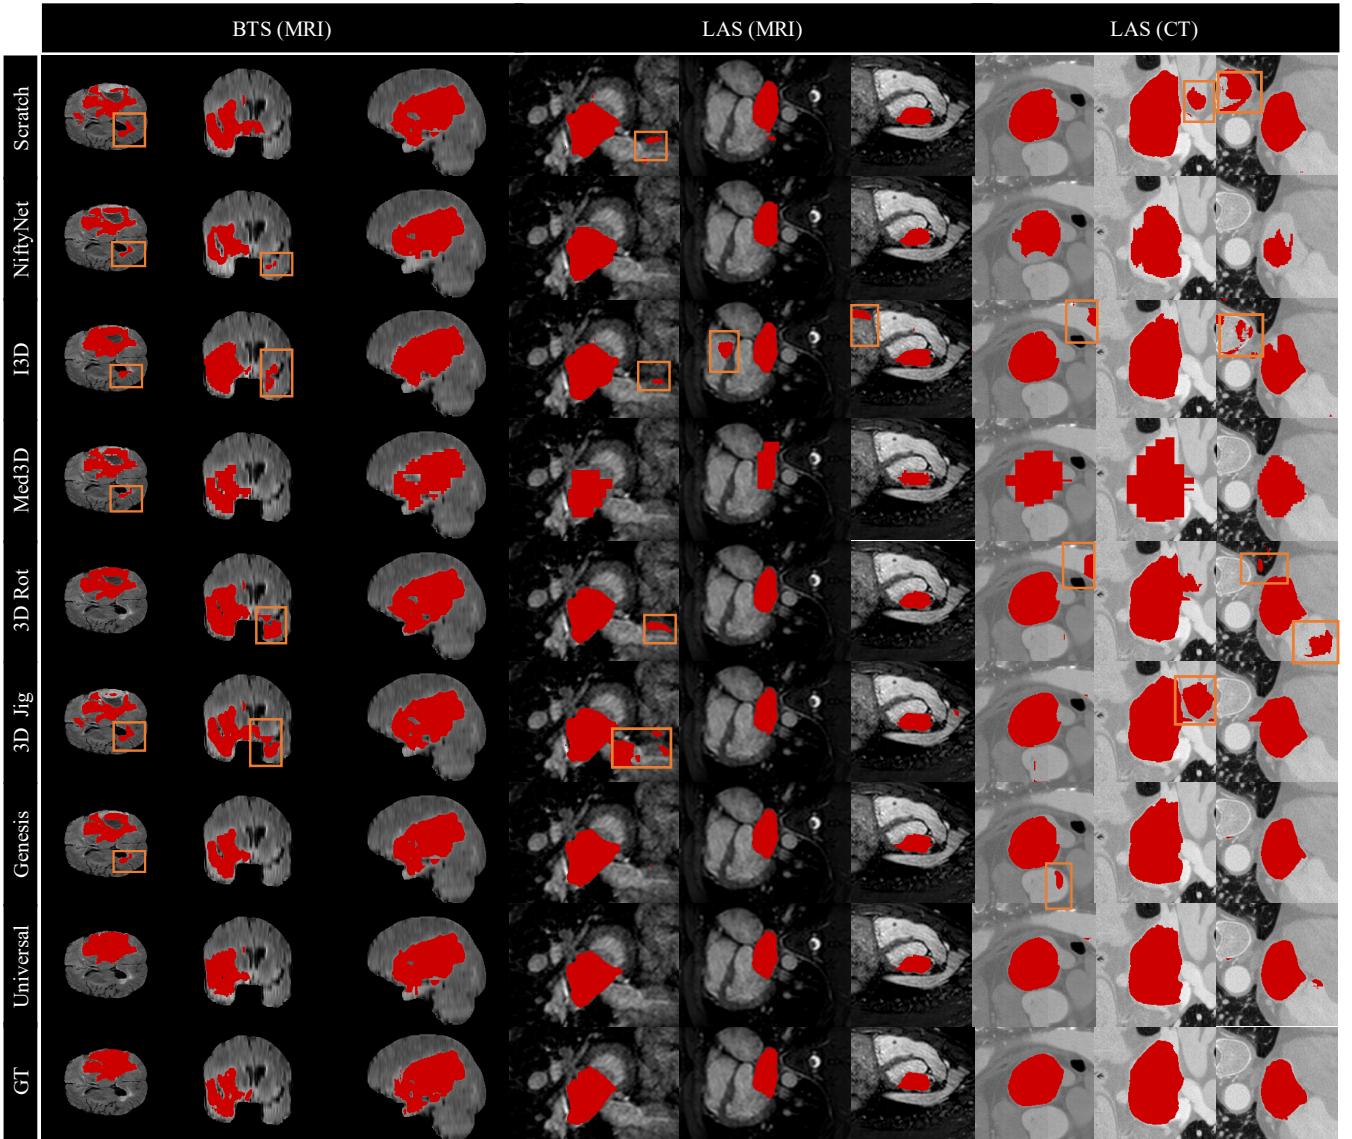 BTS (MRI)
LAS (MRI)
LAS (CT)
Scratch
NiftyNet
I3D
Med3D
3D Rot
3D Jig
Genesis
Universal
GT